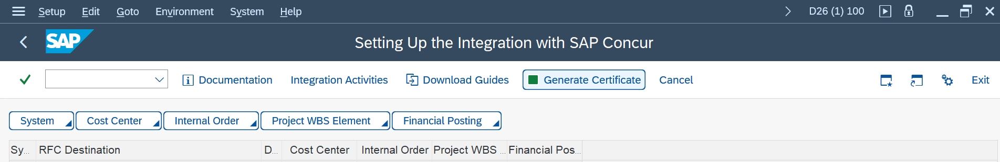 Setup Edit Goto Environment System Help D26 (1) 100
SAP Setting Up the Integration with SAP Concur
Documentation Integration Activities Download Guides Generate Certificate Cancel Exit
System Cost Center Internal Order Project WBS Element Financial Posting
Sy... RFC Destination D... Cost Center Internal Order Project WBS ... Financial Pos...